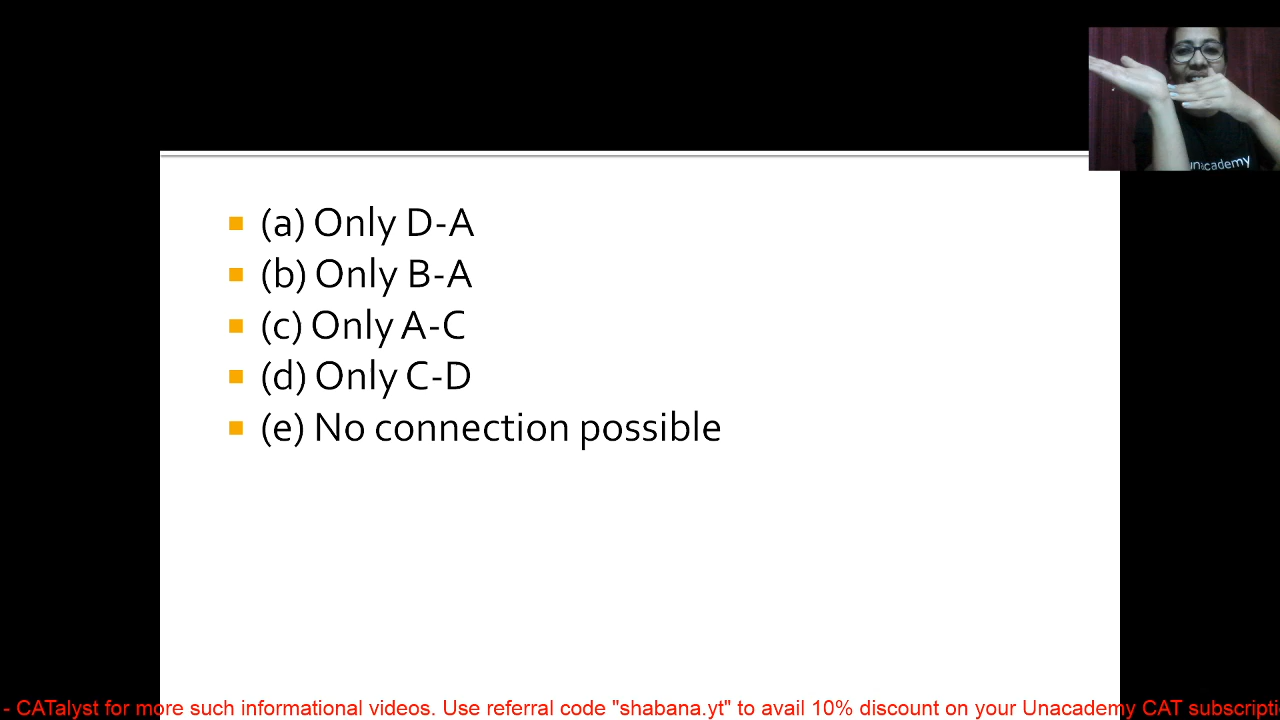 unacademy
(a) Only D-A
(b) Only B-A
(c) Only A-C
(d) Only C-D
(e) No connection possible
- CATalyst for more such informational videos. Use referral code "shabana.yt" to avail 10% discount on your Unacademy CAT subscripti